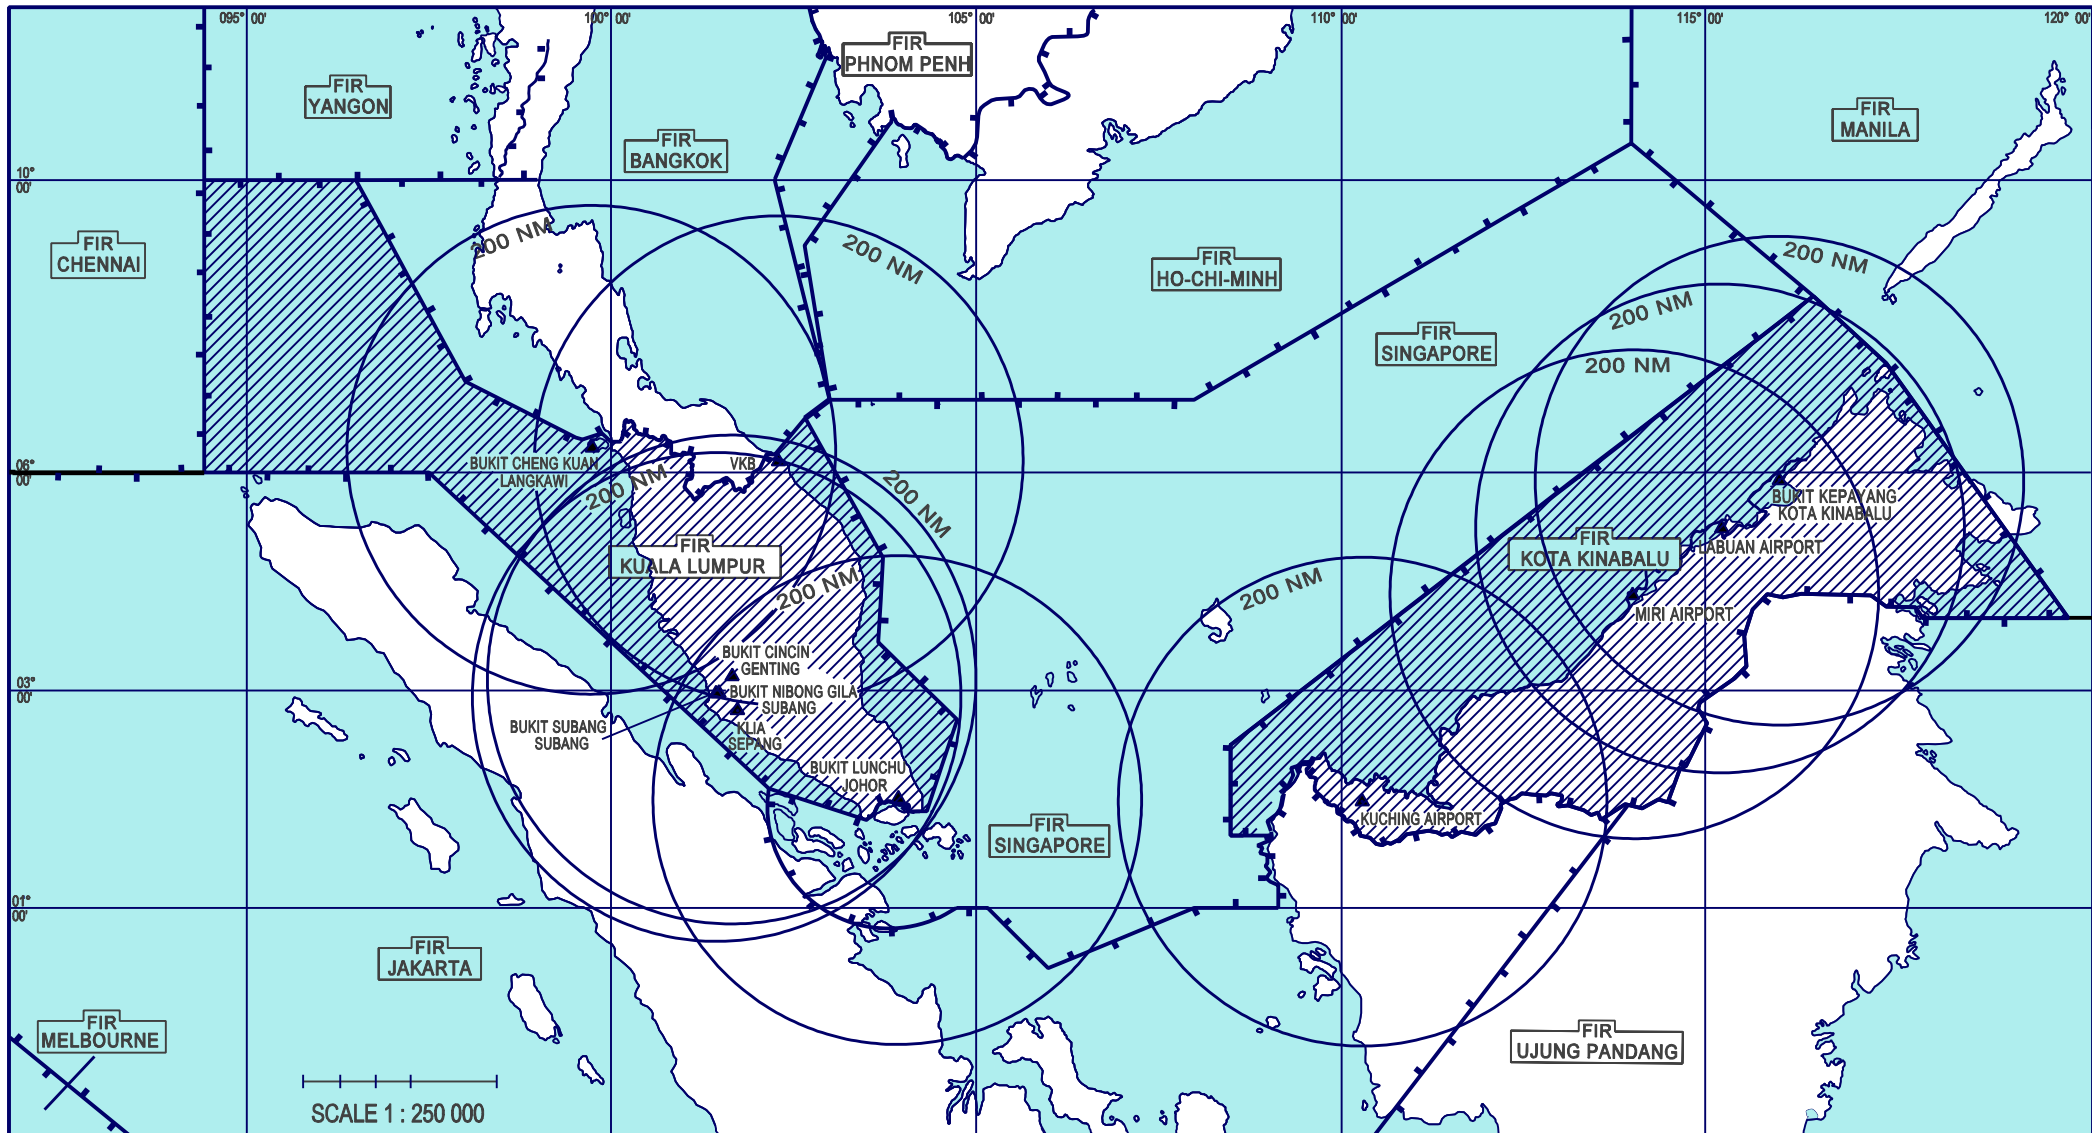 095° 00'
100° 00'
105° 00'
110° 00'
115° 00'
120° 00'
FIR
PHNOM PENH
FIR
YANGON
FIR
MANILA
FIR
BANGKOK
10°
00'
200 NM
200 NM
200 NM
FIR
CHENNAI
FIR
HO-CHI-MINH
200 NM
FIR
SINGAPORE
200 NM
BUKIT CHENG KUAN
LANGKAWI
VKB
06°
00'
200 NM
200 NM
BUKIT KEPAYANG
KOTA KINABALU
FIR
KUALA LUMPUR
FIR
KOTA KINABALU
LABUAN AIRPORT
200 NM
200 NM
MIRI AIRPORT
BUKIT CINCIN
GENTING
03°
00'
BUKIT NIBONG GILA
SUBANG
BUKIT SUBANG
SUBANG
KLIA
SEPANG
BUKIT LUNCHU
JOHOR
KUCHING AIRPORT
FIR
SINGAPORE
01°
00'
FIR
JAKARTA
FIR
MELBOURNE
FIR
UJUNG PANDANG
SCALE 1 : 250 000